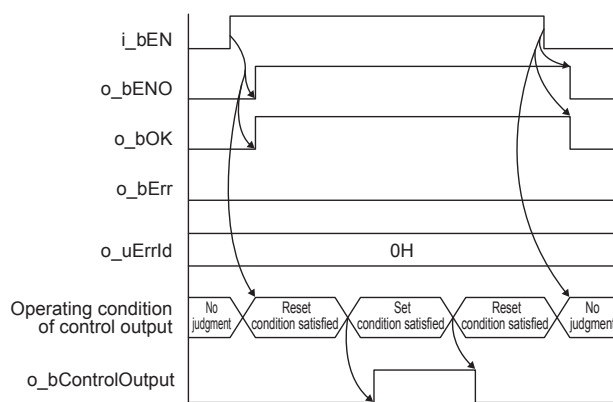 i_bEN
o_bENO
o_bOK
o_bErr
o_uErrId
0H
Operating condition
of control output
No
judgment
Reset
condition satisfied
Set
condition satisfied
Reset
condition satisfied
No
judgment
o_bControlOutput